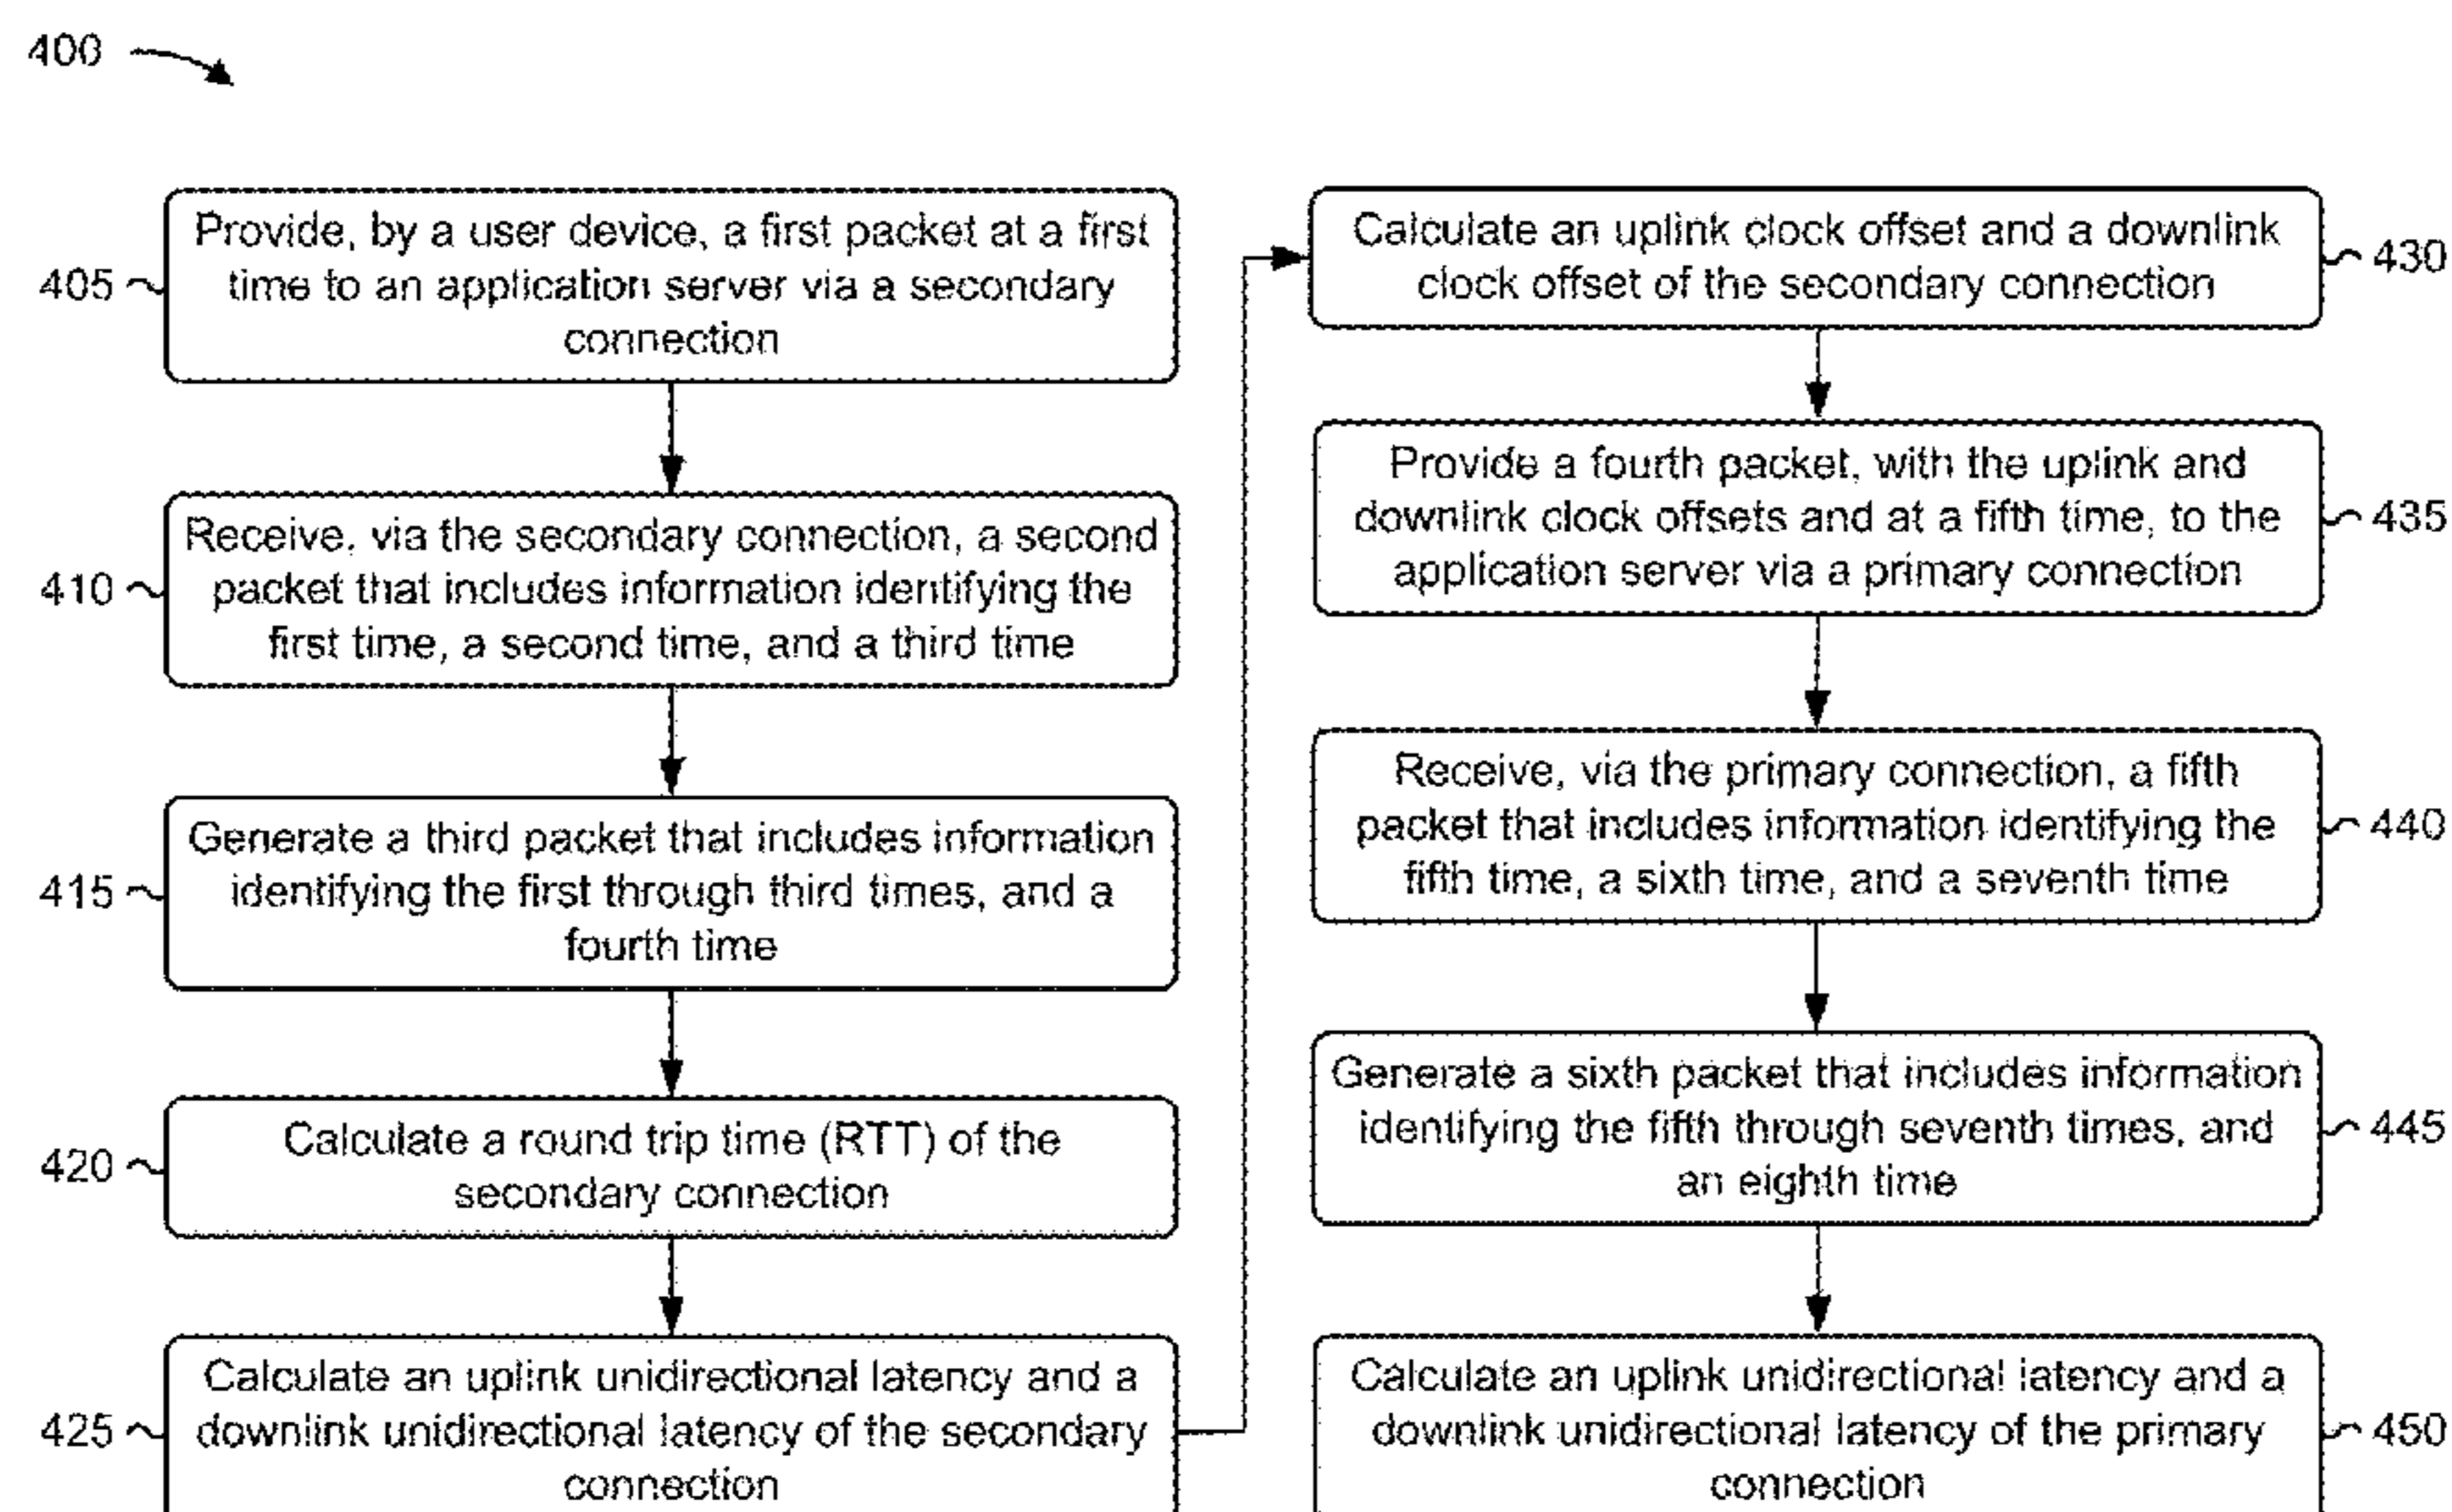 400
405
Provide, by a user device, a first packet at a first
time to an application server via a secondary
connection
410
Receive, via the secondary connection, a second
packet that includes information identifying the
first time, a second time, and a third time
415
Generate a third packet that includes information
identifying the first through third times, and a
fourth time
420
Calculate a round trip time (RTT) of the
secondary connection
425
Calculate an uplink unidirectional latency and a
downlink unidirectional latency of the secondary
connection
Calculate an uplink clock offset and a downlink
clock offset of the secondary connection
430
Provide a fourth packet, with the uplink and
downlink clock offsets and at a fifth time, to the
application server via a primary connection
435
Receive, via the primary connection, a fifth
packet that includes information identifying the
fifth time, a sixth time, and a seventh time
440
Generate a sixth packet that includes information
identifying the fifth through seventh times, and
an eighth time
445
Calculate an uplink unidirectional latency and a
downlink unidirectional latency of the primary
connection
450